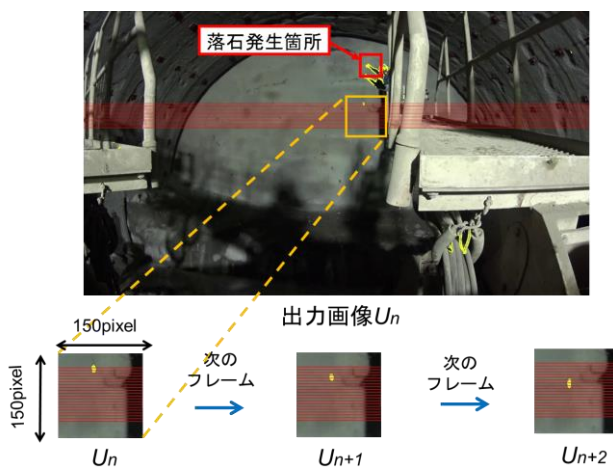 落石発生箇所
出力画像Un
150pixel
150pixel
次の
フレーム
次の
フレーム
Un
Un+1
Un+2